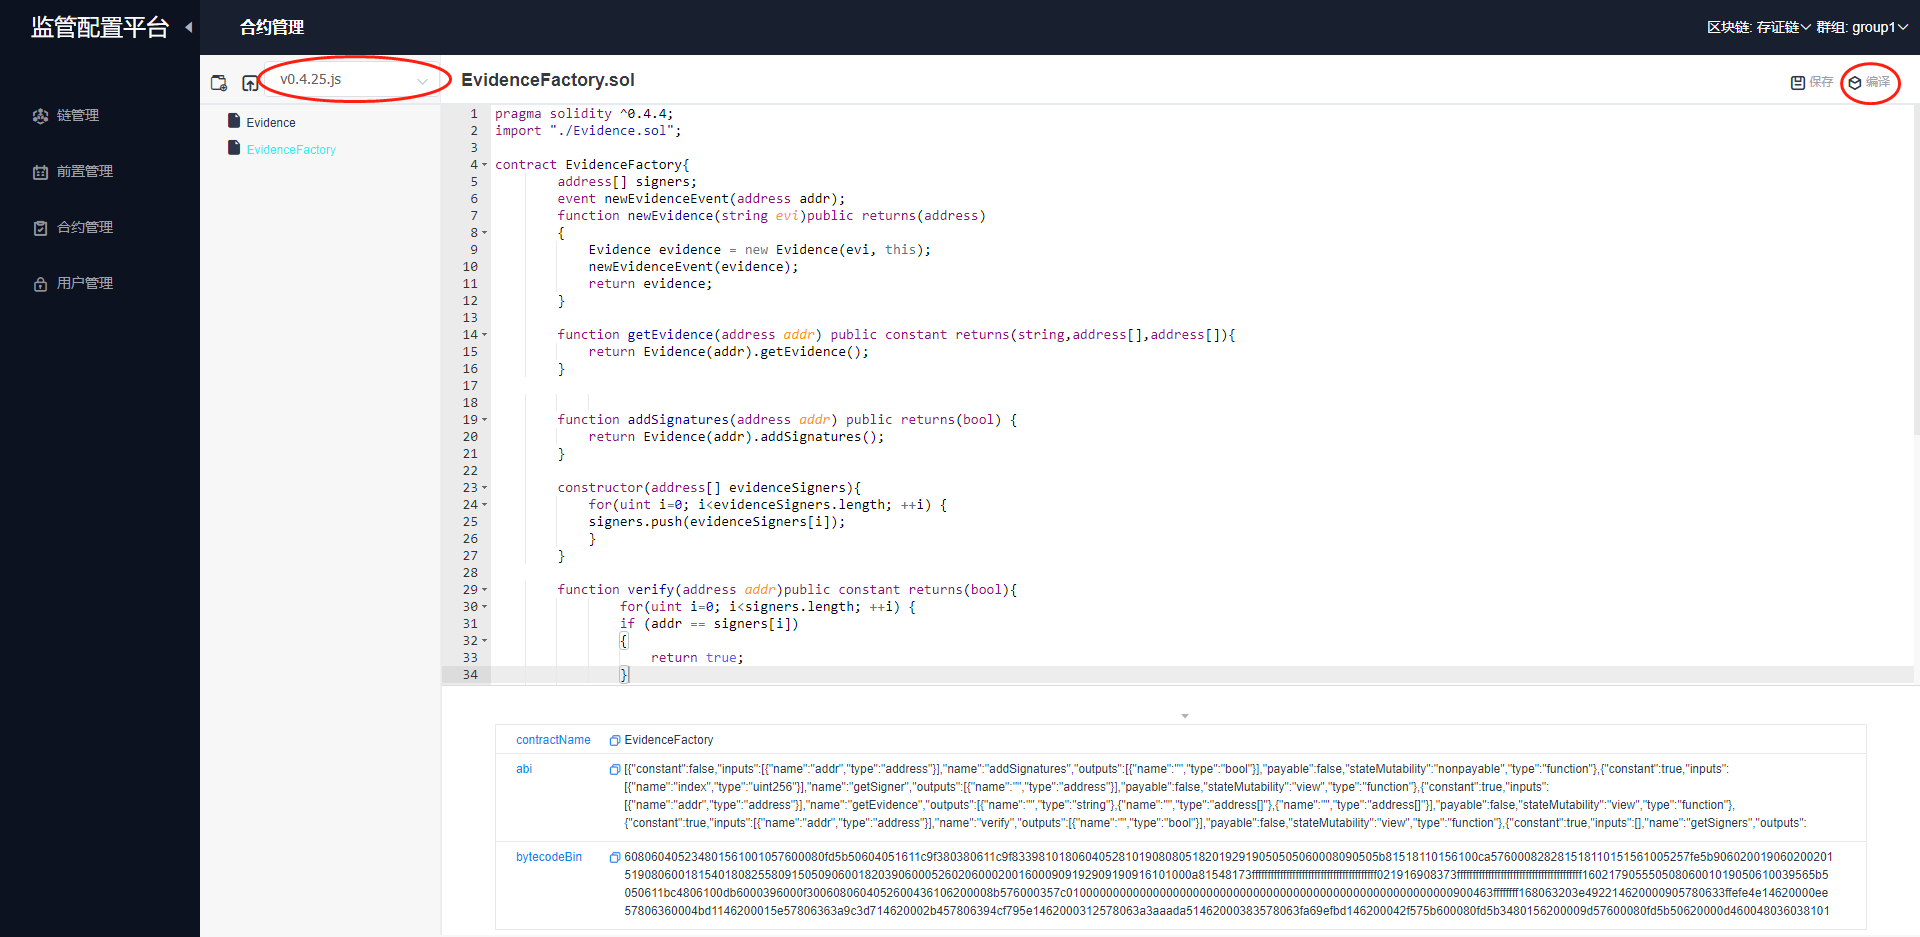 监管配置平台
合约管理
区块链: 存证链 群组: group1
链管理
前置管理
合约管理
用户管理
v0.4.25.js
Evidence
EvidenceFactory
EvidenceFactory.sol
保存
编译
1 pragma solidity ^0.4.4;
2 import "./Evidence.sol";
3
4 contract EvidenceFactory{
5 address[] signers;
6 event newEvidenceEvent(address addr);
7 function newEvidence(string evi)public returns(address)
8 {
9 Evidence evidence = new Evidence(evi, this);
10 newEvidenceEvent(evidence);
11 return evidence;
12 }
13
14 function getEvidence(address addr) public constant returns(string,address[],address[]){
15 return Evidence(addr).getEvidence();
16 }
17
18
19 function addSignatures(address addr) public returns(bool) {
20 return Evidence(addr).addSignatures();
21 }
22
23 constructor(address[] evidenceSigners){
24 for(uint i=0; i<evidenceSigners.length; ++i) {
25 signers.push(evidenceSigners[i]);
26 }
27 }
28
29 function verify(address addr)public constant returns(bool){
30 for(uint i=0; i<signers.length; ++i) {
31 if (addr == signers[i])
32 {
33 return true;
34 }
contractName EvidenceFactory
abi [{"constant":false,"inputs":[{"name":"addr","type":"address"}],"name":"addSignatures","outputs":[{"name":"","type":"bool"}],"payable":false,"stateMutability":"nonpayable","type":"function"},{"constant":true,"inputs":
[{"name":"index","type":"uint256"}],"name":"getSigner","outputs":[{"name":"","type":"address"}],"payable":false,"stateMutability":"view","type":"function"},{"constant":true,"inputs":
[{"name":"addr","type":"address"}],"name":"getEvidence","outputs":[{"name":"","type":"string"},{"name":"","type":"address[]"},{"name":"","type":"address[]"}],"payable":false,"stateMutability":"view","type":"function"},
{"constant":true,"inputs":[{"name":"addr","type":"address"}],"name":"verify","outputs":[{"name":"","type":"bool"}],"payable":false,"stateMutability":"view","type":"function"},{"constant":true,"inputs":[],"name":"getSigners","outputs":
bytecodeBin